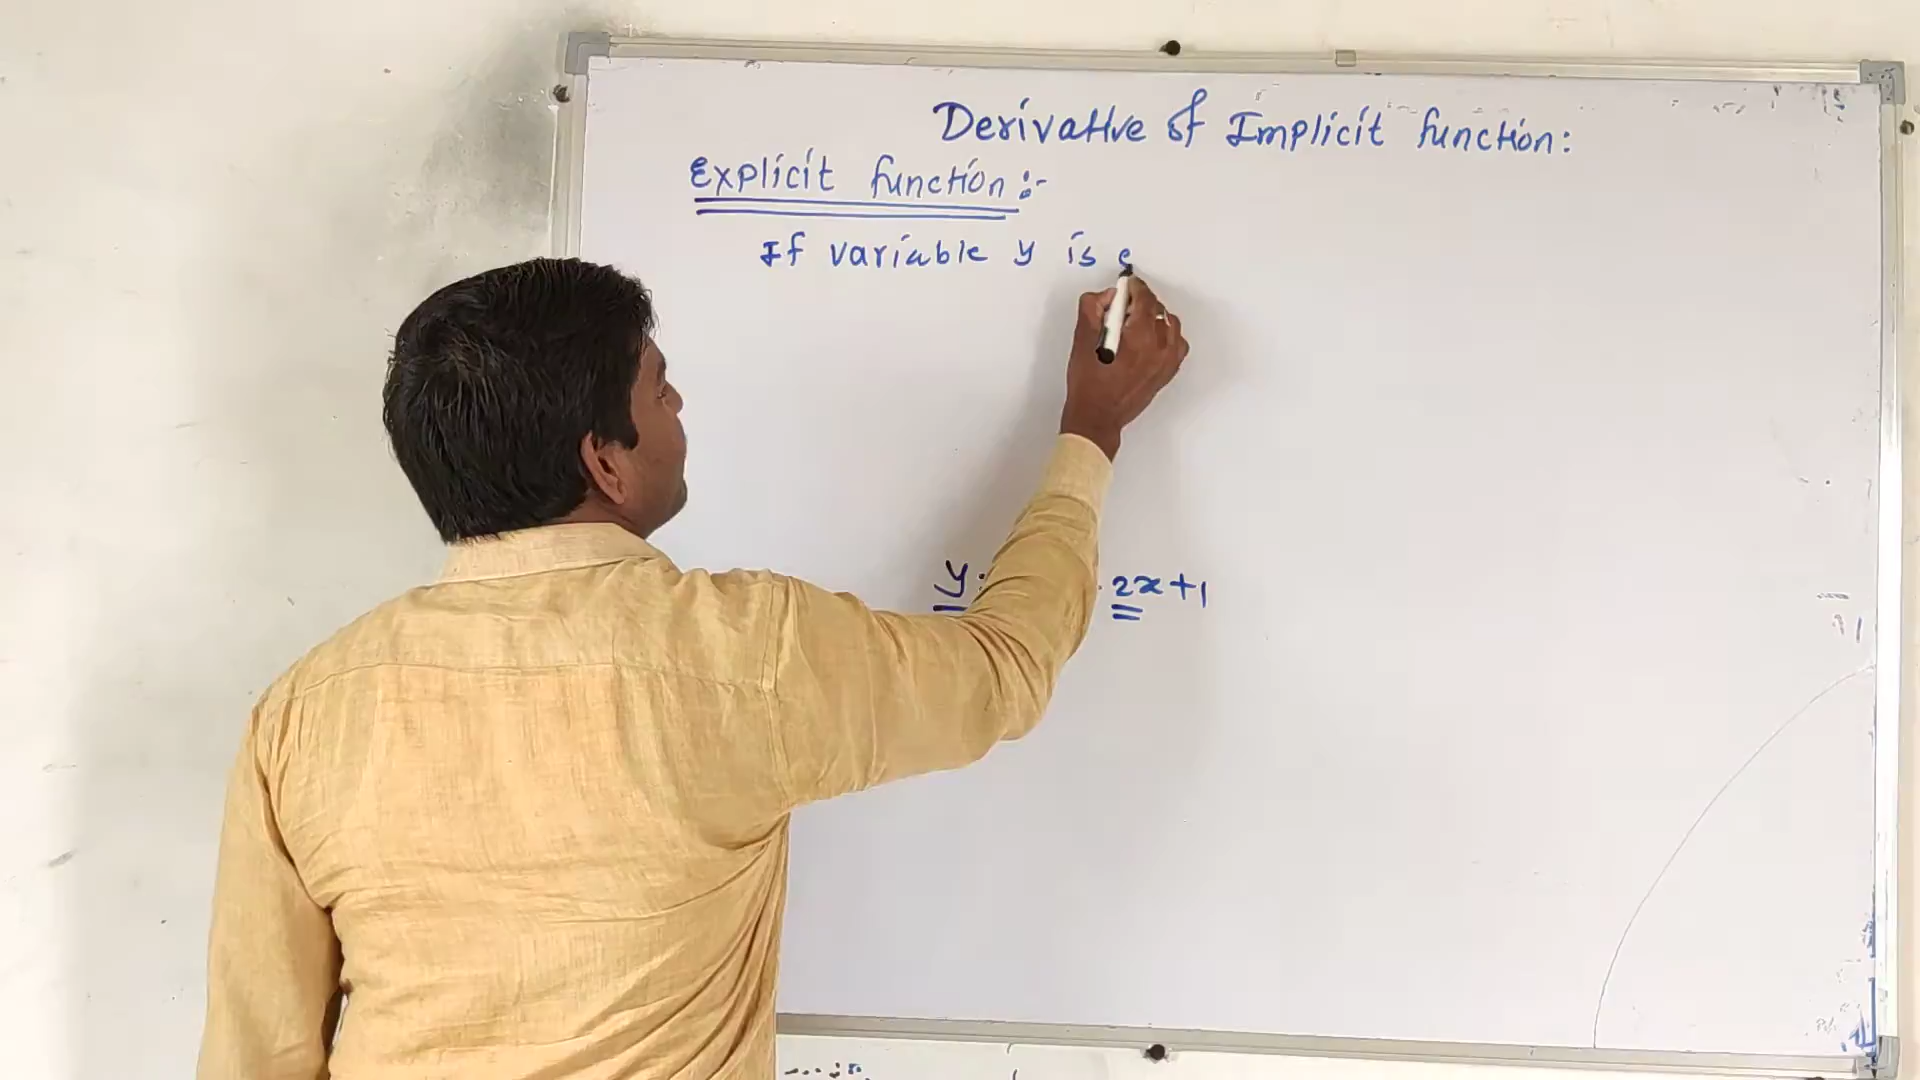 Derivative of Implicit function:
Explicit function :-
If variable y is e
y 2x+1